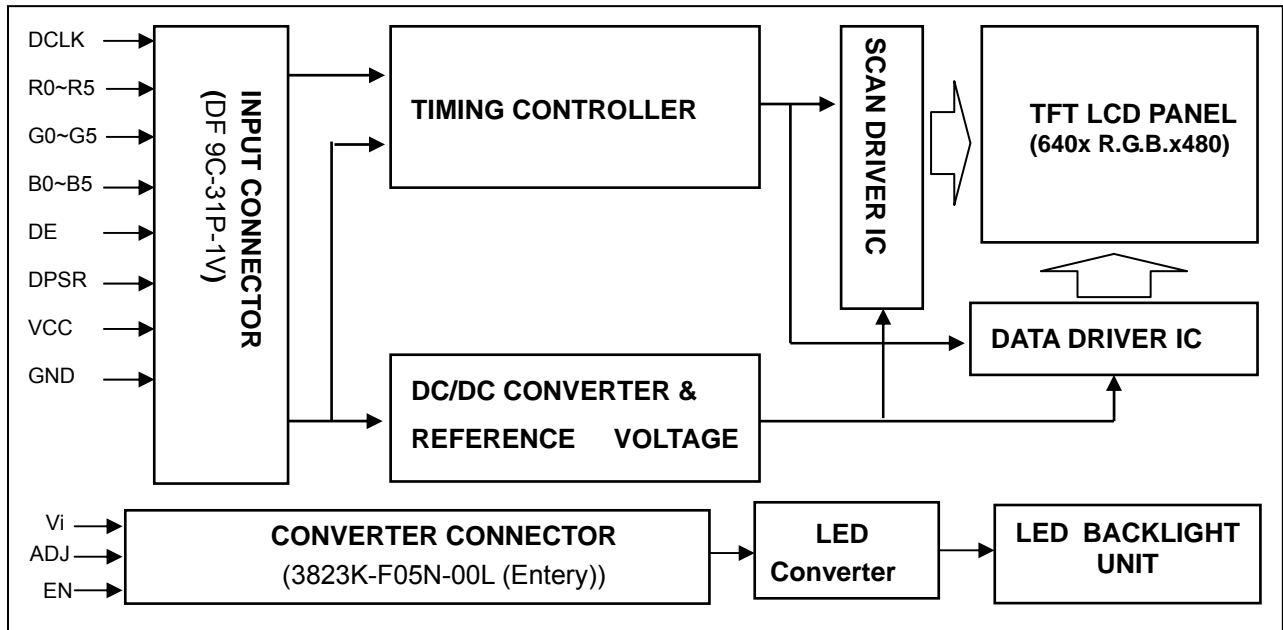 DCLK
R0~R5
G0~G5
B0~B5
DE
DPSR
VCC
GND
INPUT CONNECTOR
(DF 9C-31P-1V)
TIMING CONTROLLER
SCAN DRIVER IC
TFT LCD PANEL
(640x R.G.B.x480)
DATA DRIVER IC
DC/DC CONVERTER &
REFERENCE VOLTAGE
Vi
ADJ
EN
CONVERTER CONNECTOR
(3823K-F05N-00L (Entery))
LED
Converter
LED BACKLIGHT
UNIT